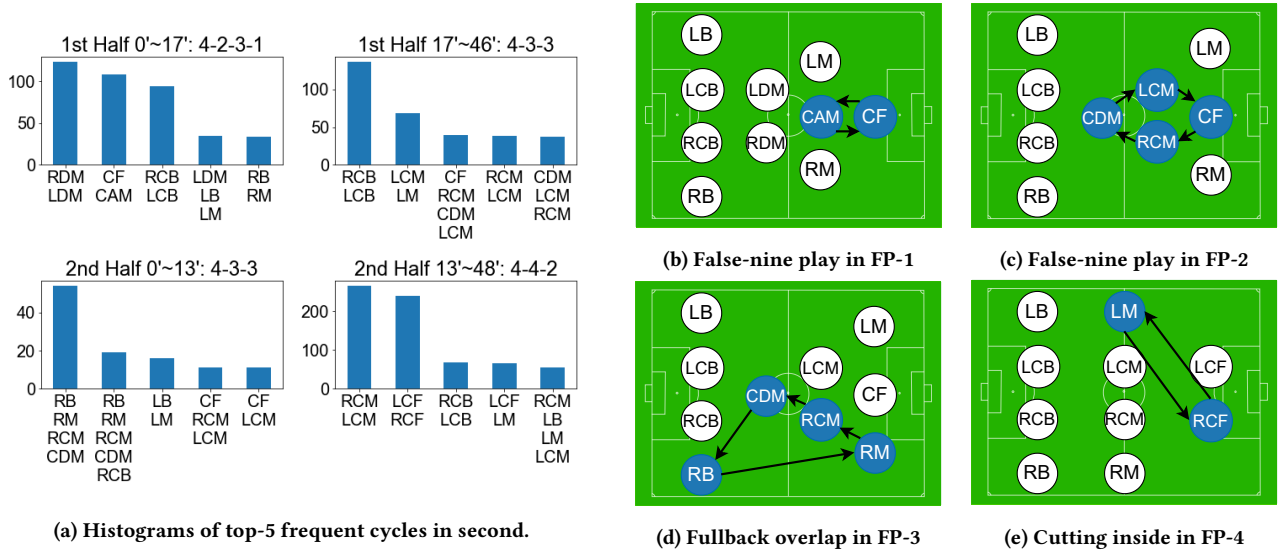 1st Half 0'~17': 4-2-3-1
100
50
0
RDM
LDM
CF
CAM
RCB
LCB
LDM
LB
LM
RB
RM
1st Half 17'~46': 4-3-3
100
50
0
RCB
LCB
LCM
LM
CF
RCM
CDM
LCM
RCM
LCM
CDM
LCM
RCM
2nd Half 0'~13': 4-3-3
40
20
0
RB
RM
RCM
CDM
RB
RM
RCM
CDM
RCB
LB
LM
CF
RCM
LCM
CF
LCM
2nd Half 13'~48': 4-4-2
200
100
0
RCM
LCM
LCF
RCF
RCB
LCB
LCF
LM
RCM
LB
LM
LCM
(a) Histograms of top-5 frequent cycles in second.
LB
LM
LCB
LDM
CAM
CF
RCB
RDM
RM
RB
(b) False-nine play in FP-1
LB
LM
LCB
LCM
CDM
CF
RCB
RCM
RM
RB
(c) False-nine play in FP-2
LB
LM
LCB
LCM
CDM
CF
RCB
RCM
RM
RB
(d) Fullback overlap in FP-3
LB
LM
LCB
LCM
LCF
RCB
RCM
RCF
RB
RM
(e) Cutting inside in FP-4